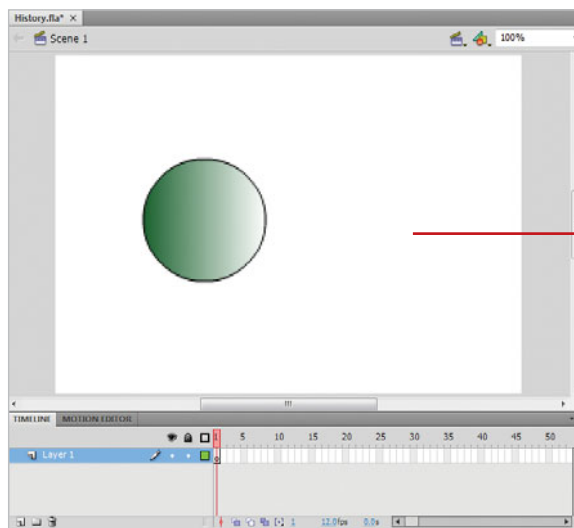 History.fla* ×
Scene 1
100%
TIMELINE MOTION EDITOR
1 5 10 15 20 25 30 35 40 45 50
Layer 1
1 12.0fps 0.0s